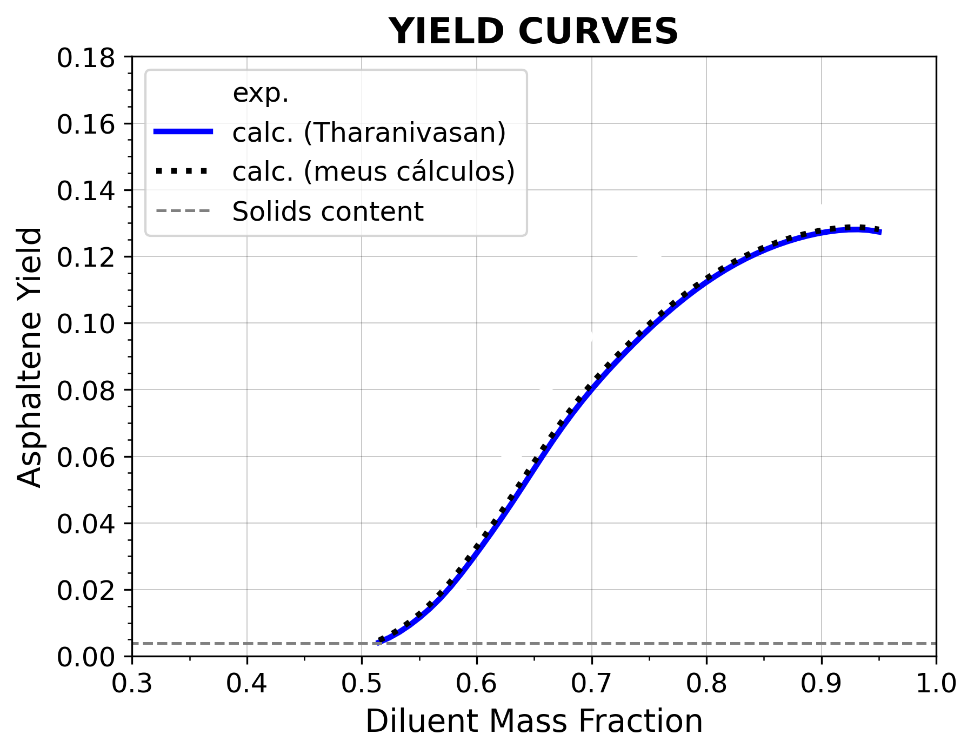 YIELD CURVES
0.18
0.16
0.14
0.12
0.10
0.08
0.06
0.04
0.02
0.00
Asphaltene Yield
exp.
calc. (Tharanivasan)
calc. (meus cálculos)
Solids content
0.3 0.4 0.5 0.6 0.7 0.8 0.9 1.0
Diluent Mass Fraction